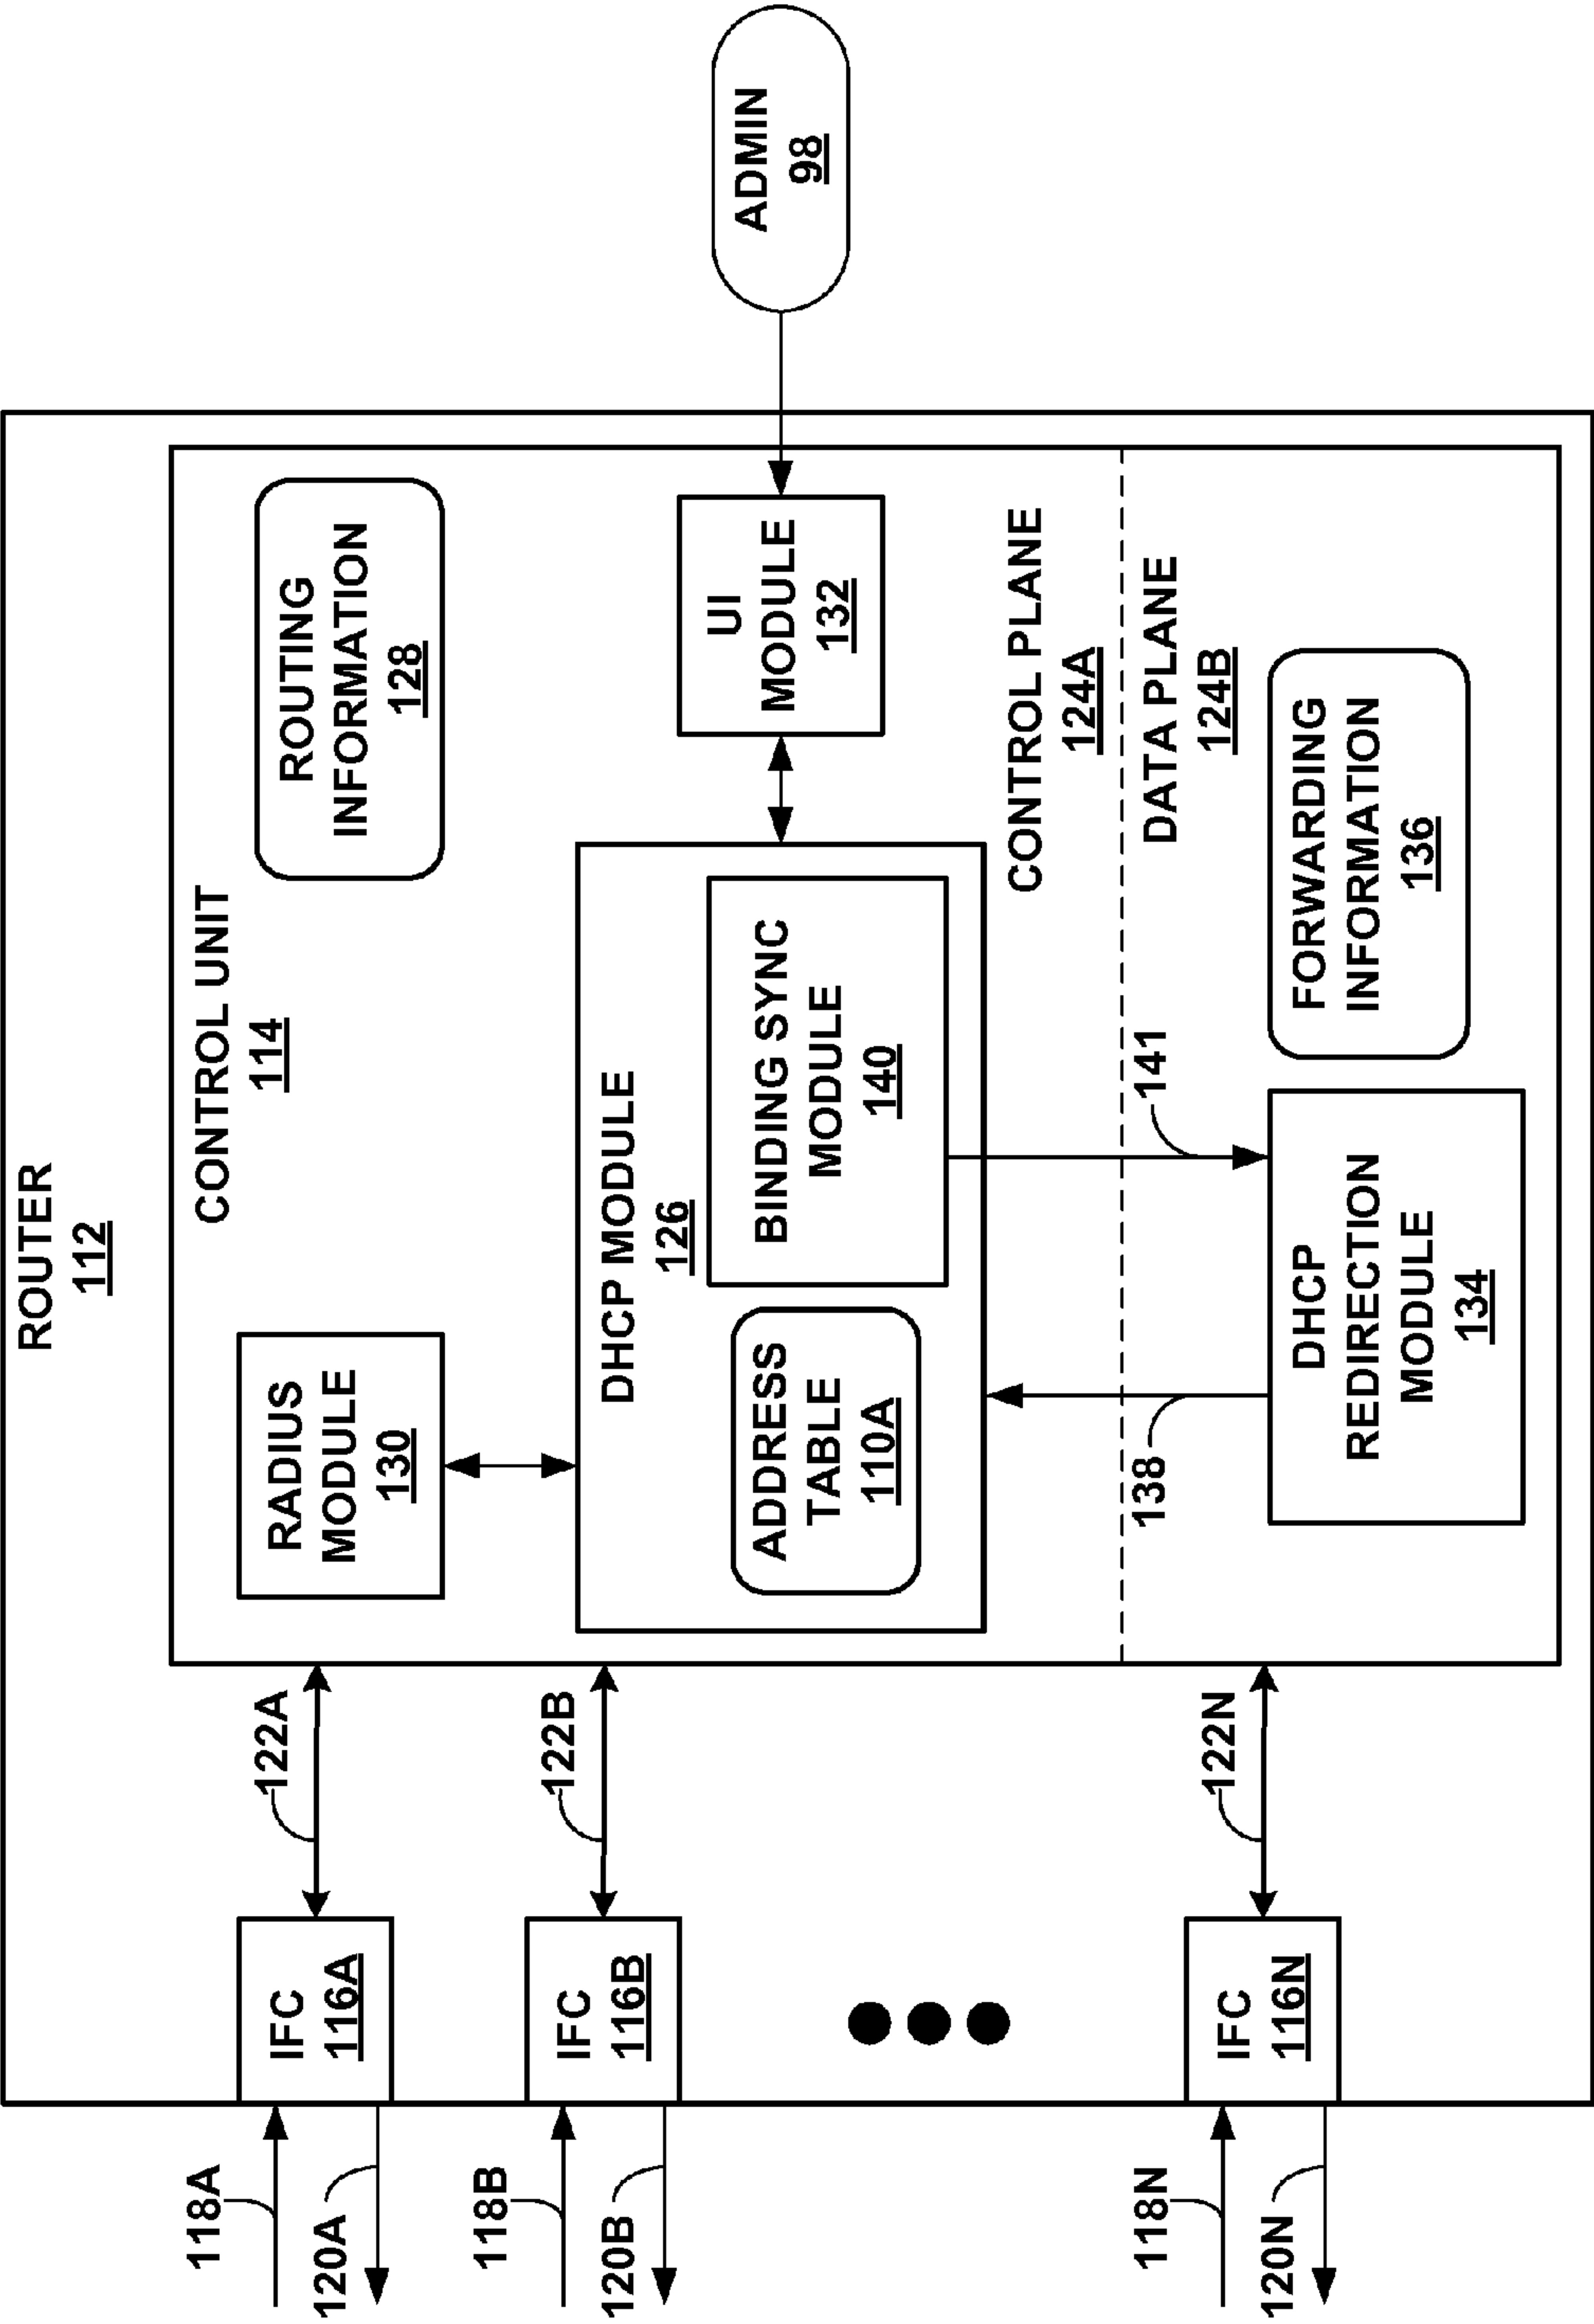 ROUTER
112
CONTROL UNIT
114
RADIUS
MODULE
130
ROUTING
INFORMATION
128
DHCP MODULE
126
ADDRESS
TABLE
110A
BINDING SYNC
MODULE
140
UI
MODULE
132
ADMIN
98
CONTROL PLANE
124A
DATA PLANE
124B
138
141
DHCP
REDIRECTION
MODULE
134
FORWARDING
INFORMATION
136
122A
122B
122N
IFC
116A
IFC
116B
IFC
116N
118A
120A
118B
120B
118N
120N